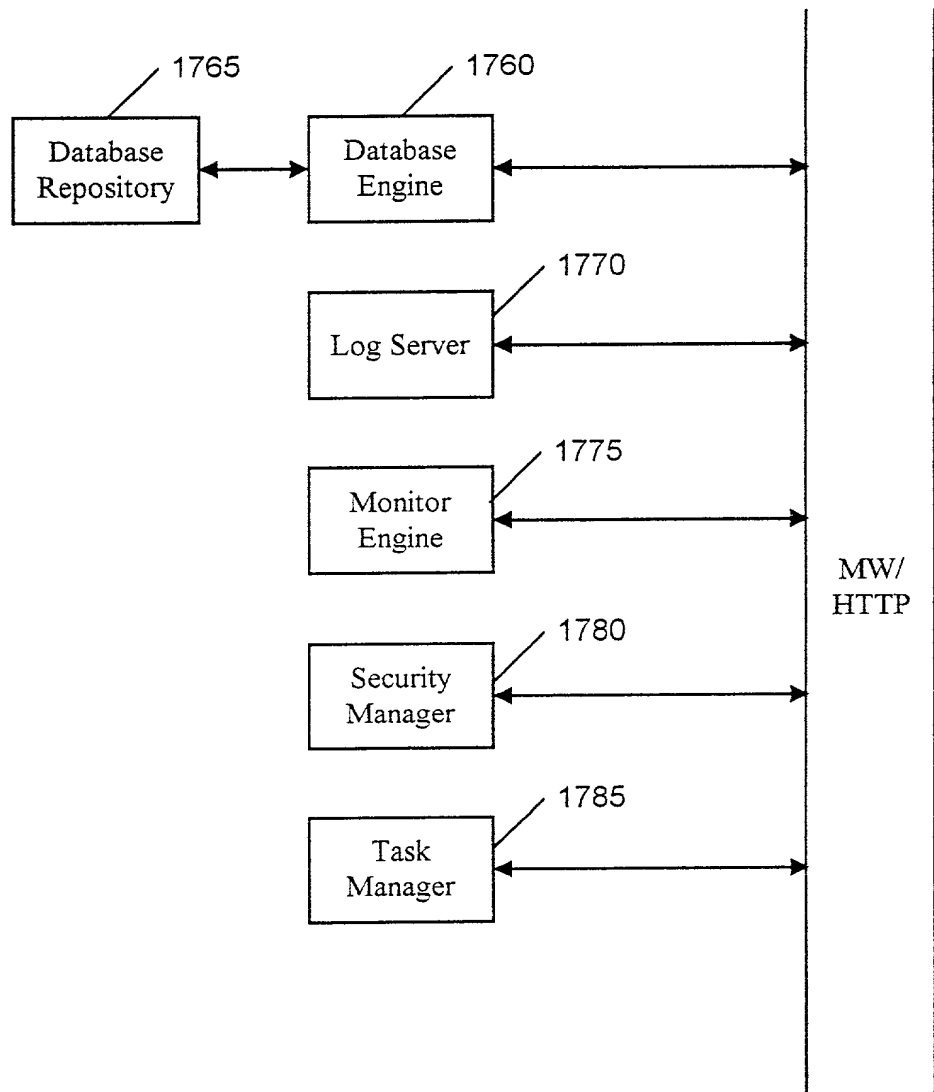 1765
1760
Database
Repository
Database
Engine
1770
Log Server
1775
Monitor
Engine
MW/
HTTP
1780
Security
Manager
1785
Task
Manager